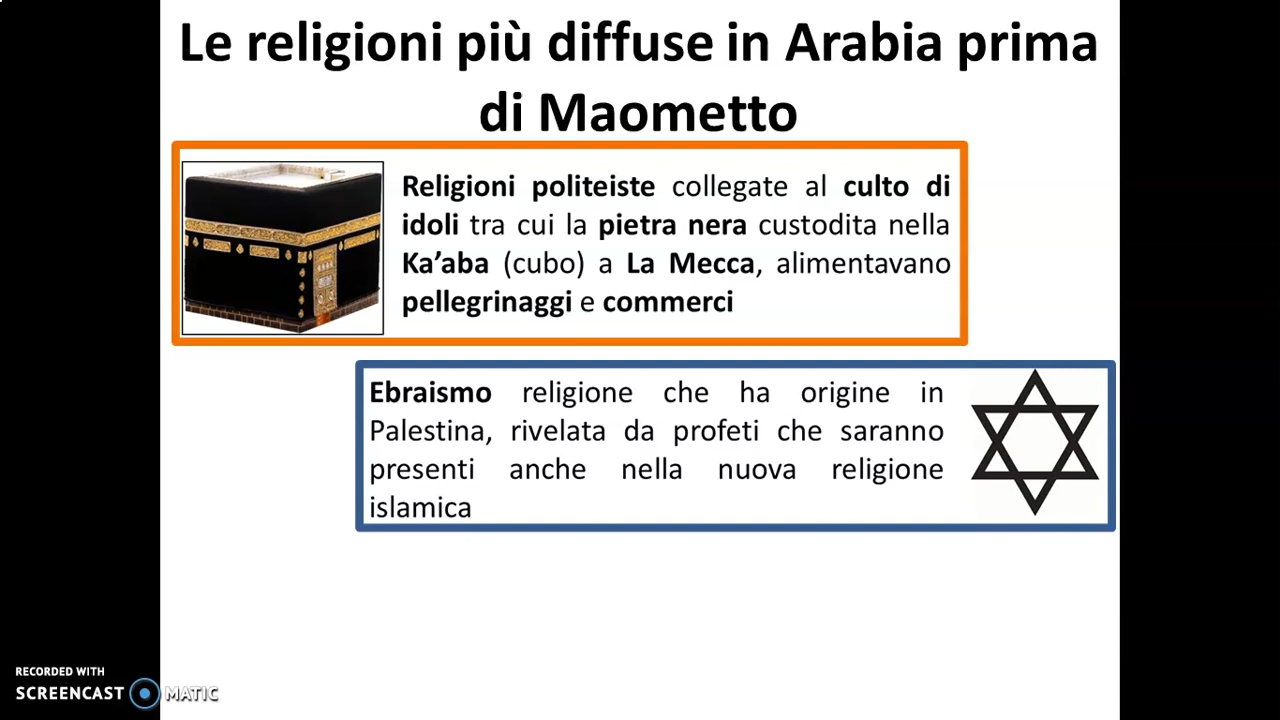 Le religioni più diffuse in Arabia prima
di Maometto
Religioni politeiste collegate al culto di
idoli tra cui la pietra nera custodita nella
Ka’aba (cubo) a La Mecca, alimentavano
pellegrinaggi e commerci
Ebraismo religione che ha origine in
Palestina, rivelata da profeti che saranno
presenti anche nella nuova religione
islamica
RECORDED WITH
SCREENCAST MATIC